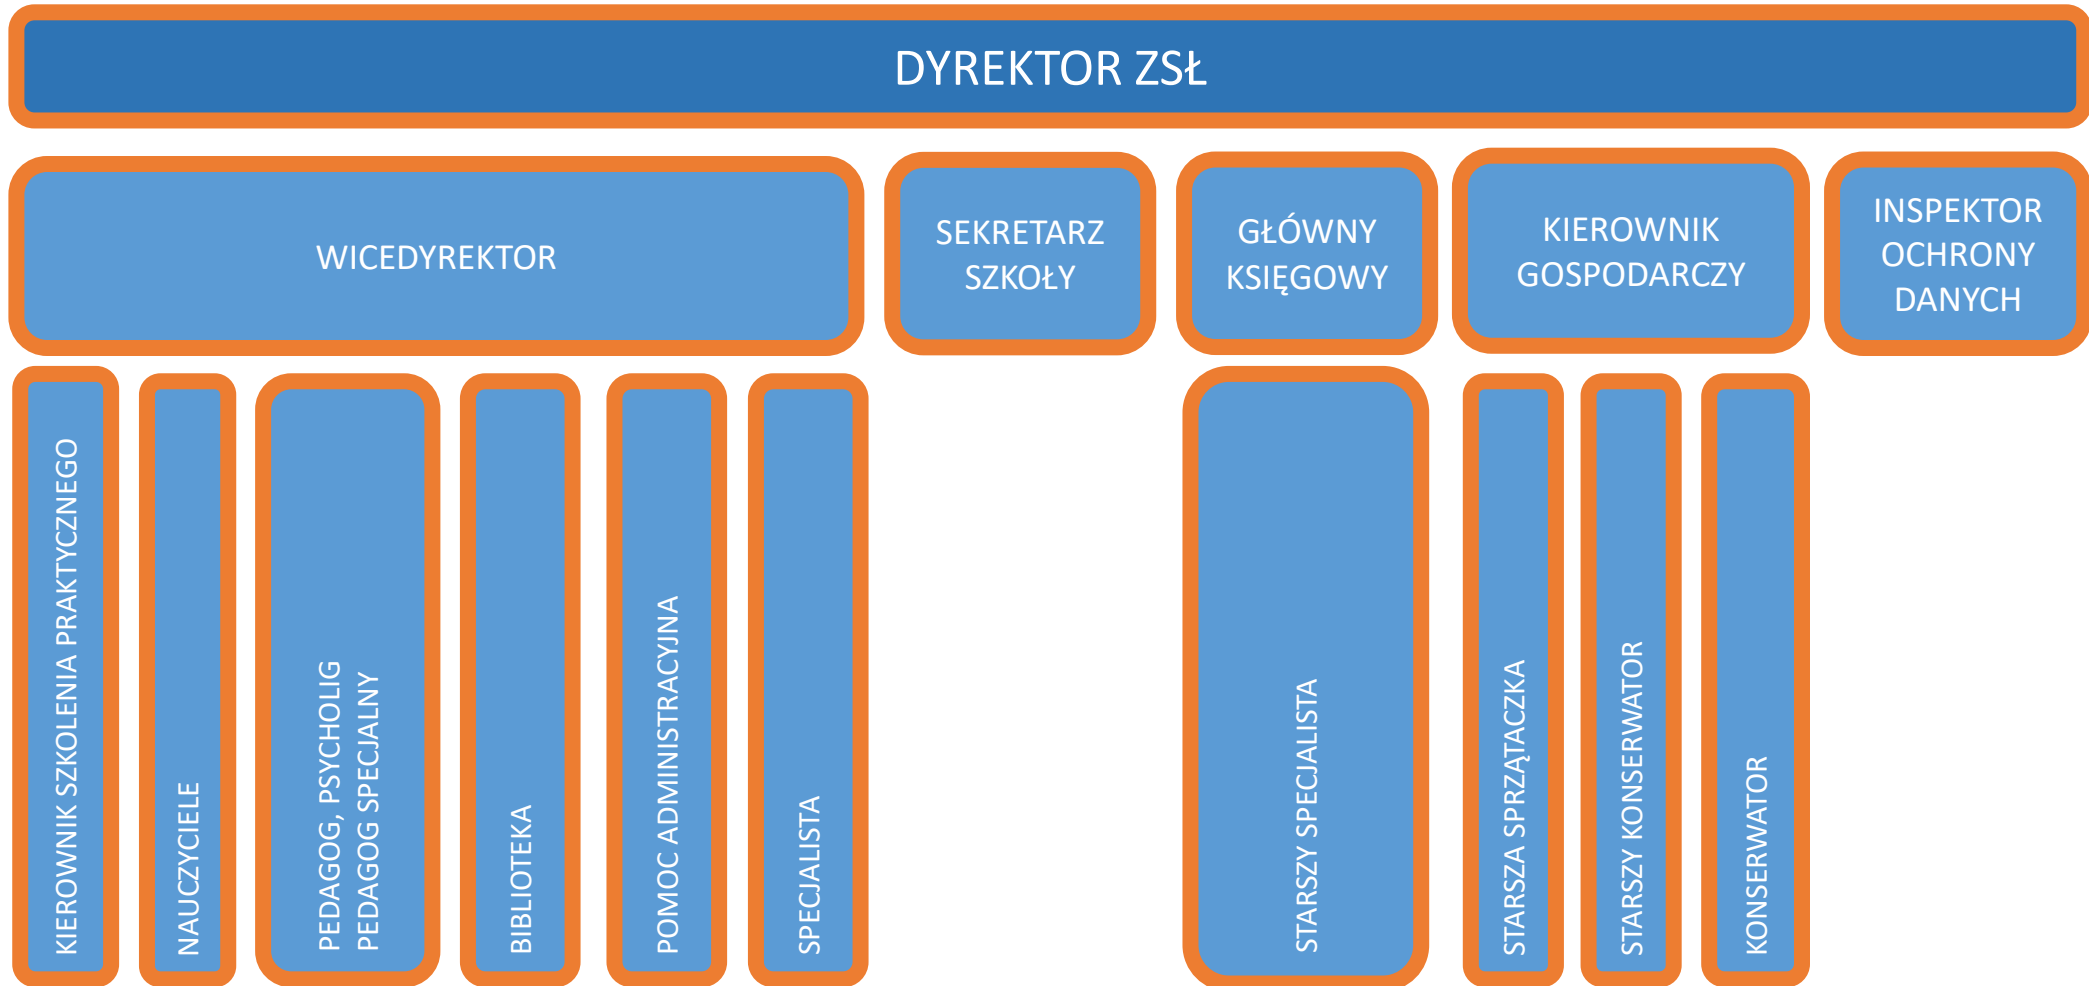 DYREKTOR ZSŁ
WICEDYREKTOR
SEKRETARZ
SZKOŁY
GŁÓWNY
KSIĘGOWY
KIEROWNIK
GOSPODARCZY
INSPEKTOR
OCHRONY
DANYCH
KIEROWNIK SZKOLENIA PRAKTYCZNEGO
NAUCZYCIELE
PEDAGOG, PSYCHOLIG
PEDAGOG SPECJALNY
BIBLIOTEKA
POMOC ADMINISTRACYJNA
SPECJALISTA
STARSZY SPECJALISTA
STARSZA SPRZĄTACZKA
STARSZY KONSERWATOR
KONSERWATOR